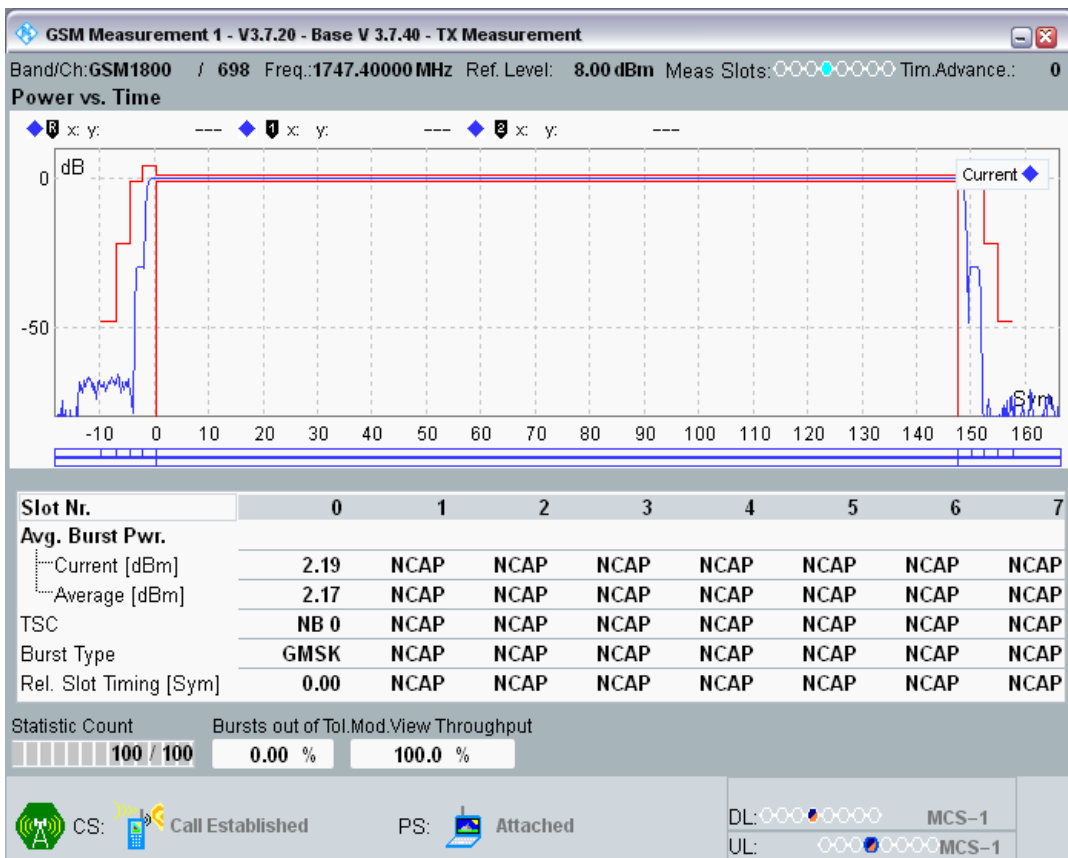 GSM Measurement 1 - V3.7.20 - Base V 3.7.40 - TX Measurement
Band/Ch:GSM1800 / 698 Freq.:1747.40000 MHz Ref. Level: 8.00 dBm Meas Slots: Tim.Advance.: 0
Power vs. Time
R x: y: --- 1 x: y: --- 2 x: y: ---
dB
Current
0
-50
Sym
-10 0 10 20 30 40 50 60 70 80 90 100 110 120 130 140 150 160
Slot Nr. 0 1 2 3 4 5 6 7
Avg. Burst Pwr.
Current [dBm] 2.19 NCAP NCAP NCAP NCAP NCAP NCAP NCAP
Average [dBm] 2.17 NCAP NCAP NCAP NCAP NCAP NCAP NCAP
TSC NB 0 NCAP NCAP NCAP NCAP NCAP NCAP NCAP
Burst Type GMSK NCAP NCAP NCAP NCAP NCAP NCAP NCAP
Rel. Slot Timing [Sym] 0.00 NCAP NCAP NCAP NCAP NCAP NCAP NCAP
Statistic Count Bursts out of Tol.Mod.View Throughput
100 / 100 0.00 % 100.0 %
CS: Call Established PS: Attached
DL: MCS-1
UL: MCS-1